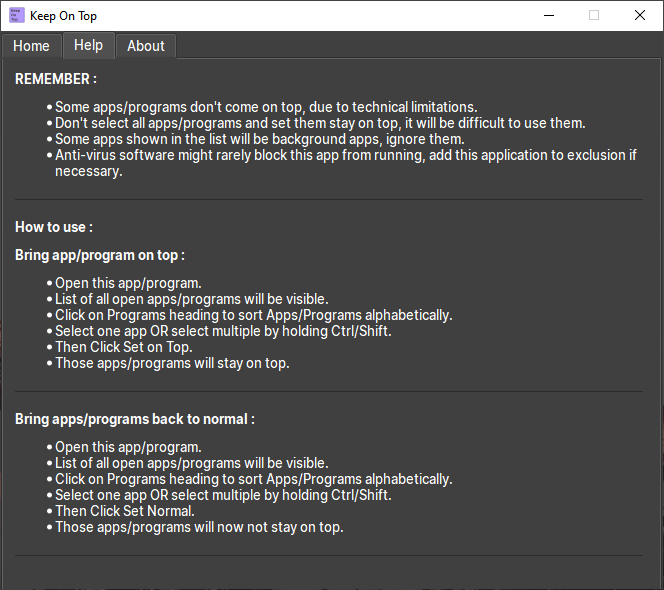 Keep On Top
Home Help About
REMEMBER :
• Some apps/programs don't come on top, due to technical limitations.
• Don't select all apps/programs and set them stay on top, it will be difficult to use them.
• Some apps shown in the list will be background apps, ignore them.
• Anti-virus software might rarely block this app from running, add this application to exclusion if
necessary.
How to use :
Bring app/program on top :
• Open this app/program.
• List of all open apps/programs will be visible.
• Click on Programs heading to sort Apps/Programs alphabetically.
• Select one app OR select multiple by holding Ctrl/Shift.
• Then Click Set on Top.
• Those apps/programs will stay on top.
Bring apps/programs back to normal :
• Open this app/program.
• List of all open apps/programs will be visible.
• Click on Programs heading to sort Apps/Programs alphabetically.
• Select one app OR select multiple by holding Ctrl/Shift.
• Then Click Set Normal.
• Those apps/programs will now not stay on top.